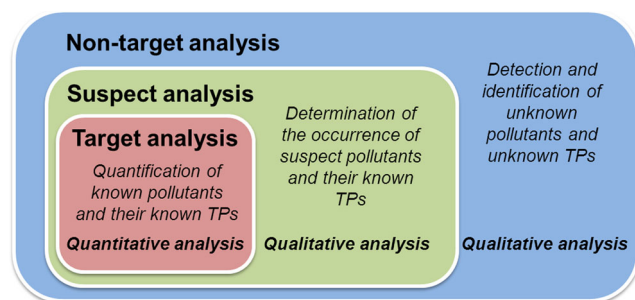 Non-target analysis
Suspect analysis
Target analysis
Quantification of
known pollutants
and their known TPs
Quantitative analysis
Determination of
the occurrence of
suspect pollutants
and their known
TPs
Qualitative analysis
Detection and
identification of
unknown
pollutants and
unknown TPs
Qualitative analysis